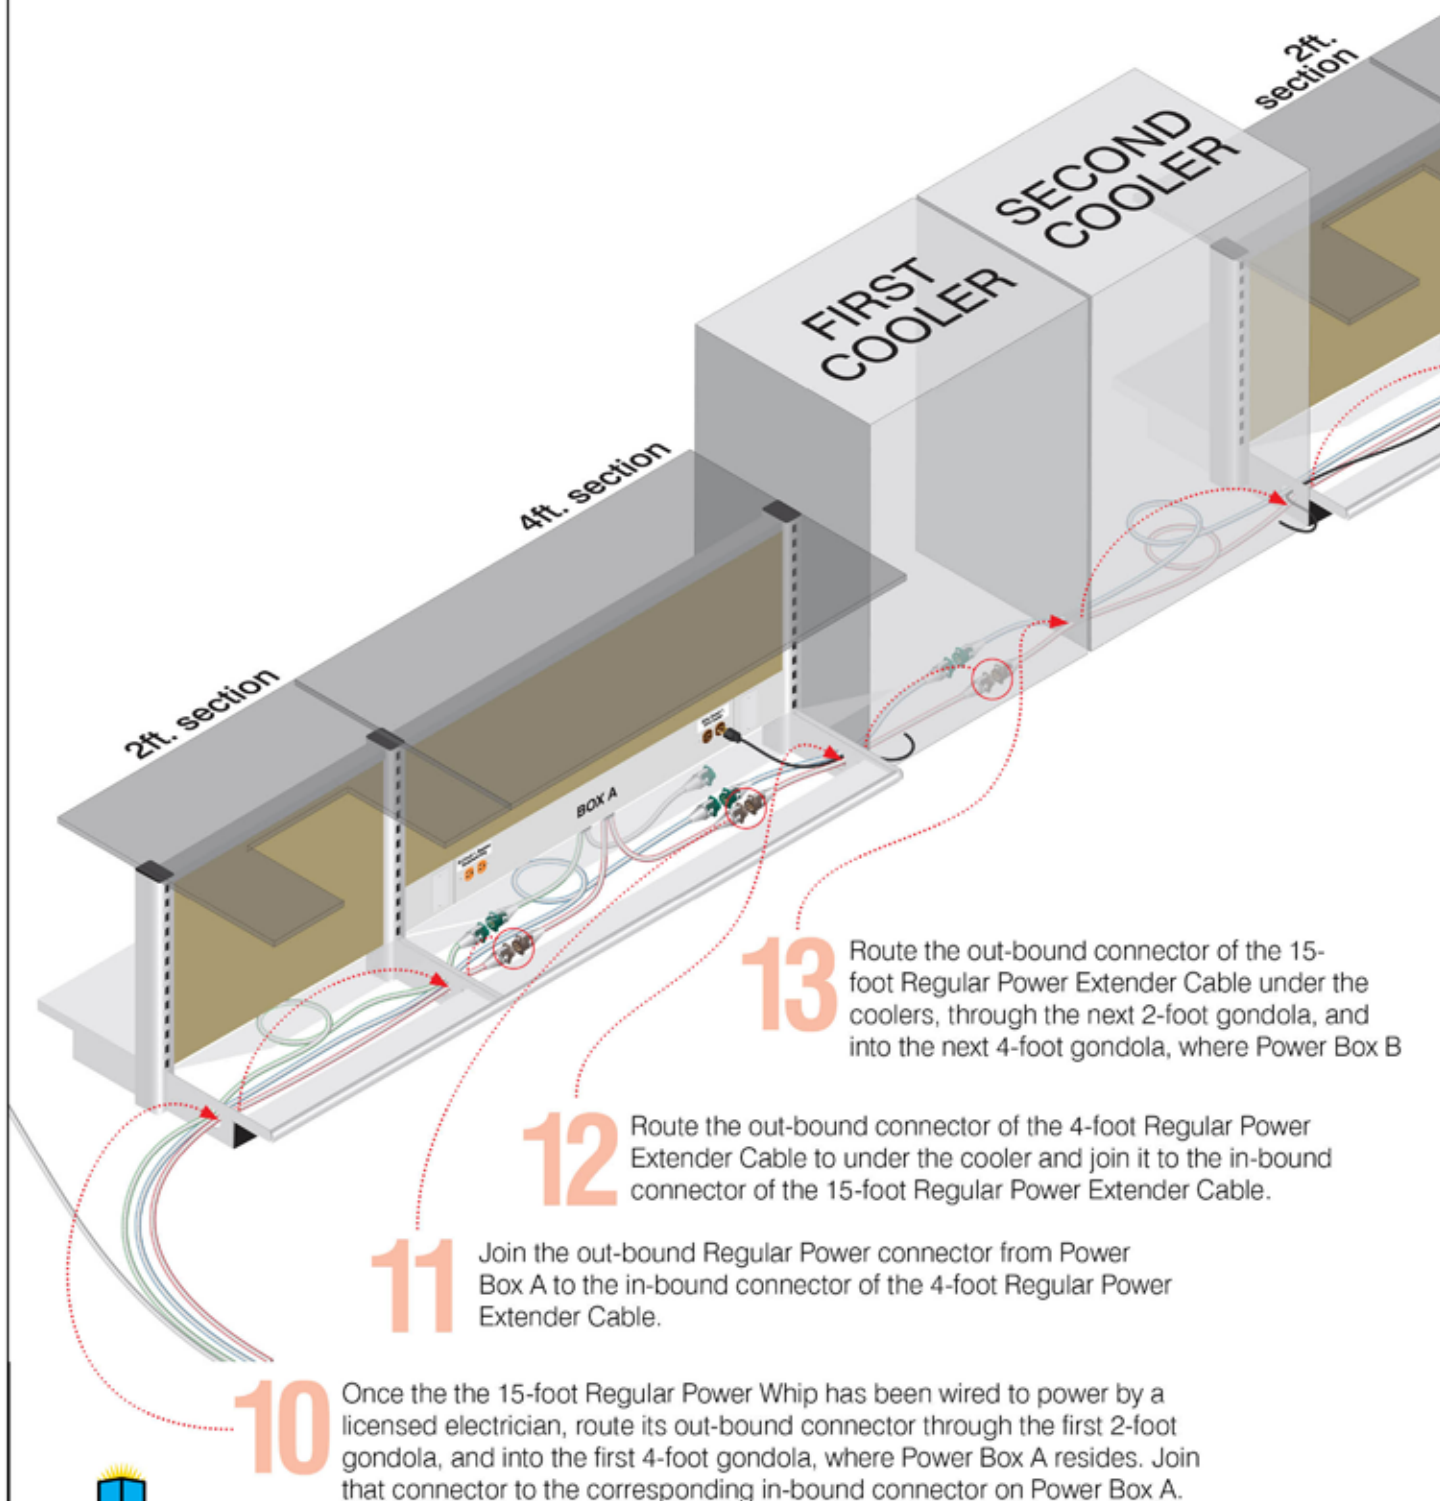 2ft.
section
SECOND
COOLER
FIRST
COOLER
4ft. section
2ft. section
BOX A
13
Route the out-bound connector of the 15-
foot Regular Power Extender Cable under the
coolers, through the next 2-foot gondola, and
into the next 4-foot gondola, where Power Box B
12
Route the out-bound connector of the 4-foot Regular Power
Extender Cable to under the cooler and join it to the in-bound
connector of the 15-foot Regular Power Extender Cable.
11
Join the out-bound Regular Power connector from Power
Box A to the in-bound connector of the 4-foot Regular Power
Extender Cable.
10
Once the the 15-foot Regular Power Whip has been wired to power by a
licensed electrician, route its out-bound connector through the first 2-foot
gondola, and into the first 4-foot gondola, where Power Box A resides. Join
that connector to the corresponding in-bound connector on Power Box A.